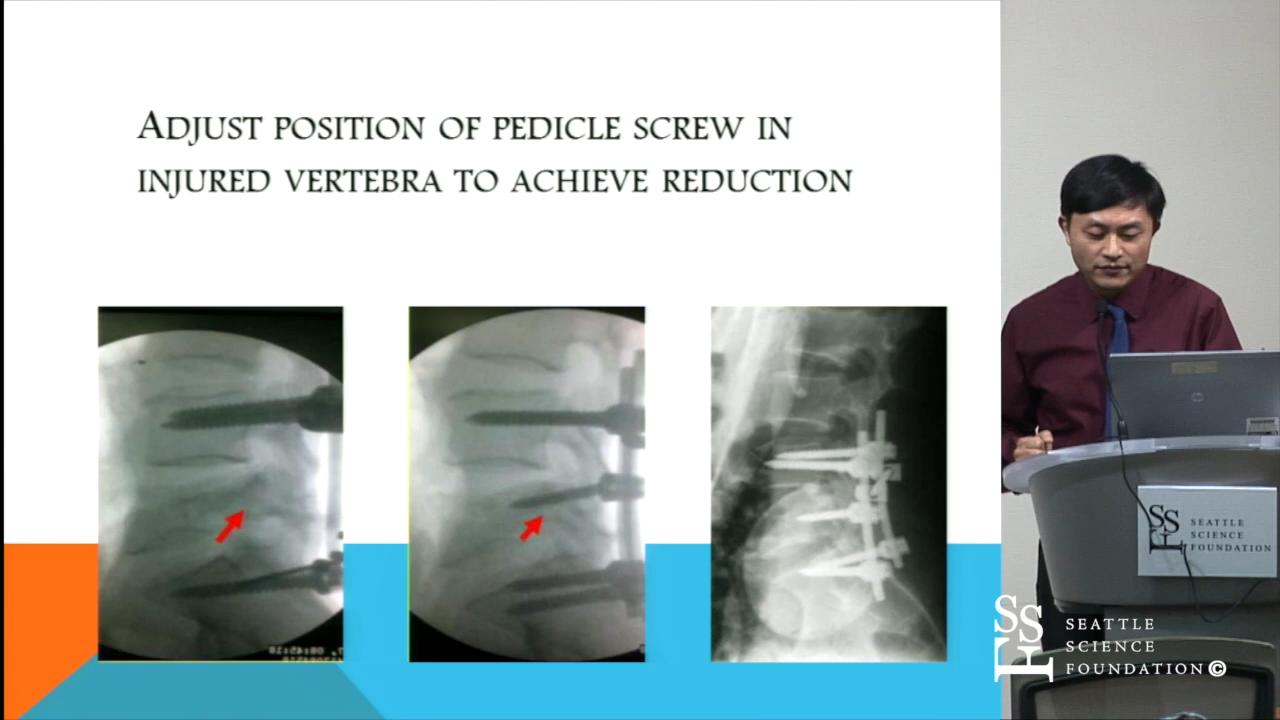 ADJUST POSITION OF PEDICLE SCREW IN
INJURED VERTEBRA TO ACHIEVE REDUCTION
SEATTLE
SCIENCE
FOUNDATION
SEATTLE
SCIENCE
FOUNDATION ©